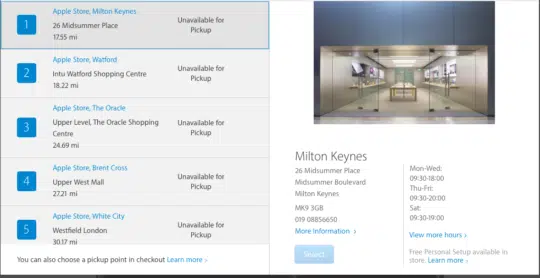 1
Apple Store, Milton Keynes
26 Midsummer Place
17.55 mi
Unavailable for
Pickup
2
Apple Store, Watford
Intu Watford Shopping Centre
18.22 mi
Unavailable for
Pickup
3
Apple Store, The Oracle
Upper Level, The Oracle Shopping
Centre
24.69 mi
Unavailable for
Pickup
4
Apple Store, Brent Cross
Upper West Mall
27.21 mi
Unavailable for
Pickup
5
Apple Store, White City
Westfield London
30.17 mi
Unavailable for
Pickup
You can also choose a pickup point in checkout Learn more ›
Milton Keynes
26 Midsummer Place
Midsummer Boulevard
Milton Keynes
MK9 3GB
019 08856650
More Information ›
Select
Mon-Wed:
09:30-18:00
Thu-Fri:
09:30-20:00
Sat:
09:30-19:00
View more hours ›
Free Personal Setup available in
store. Learn more ›